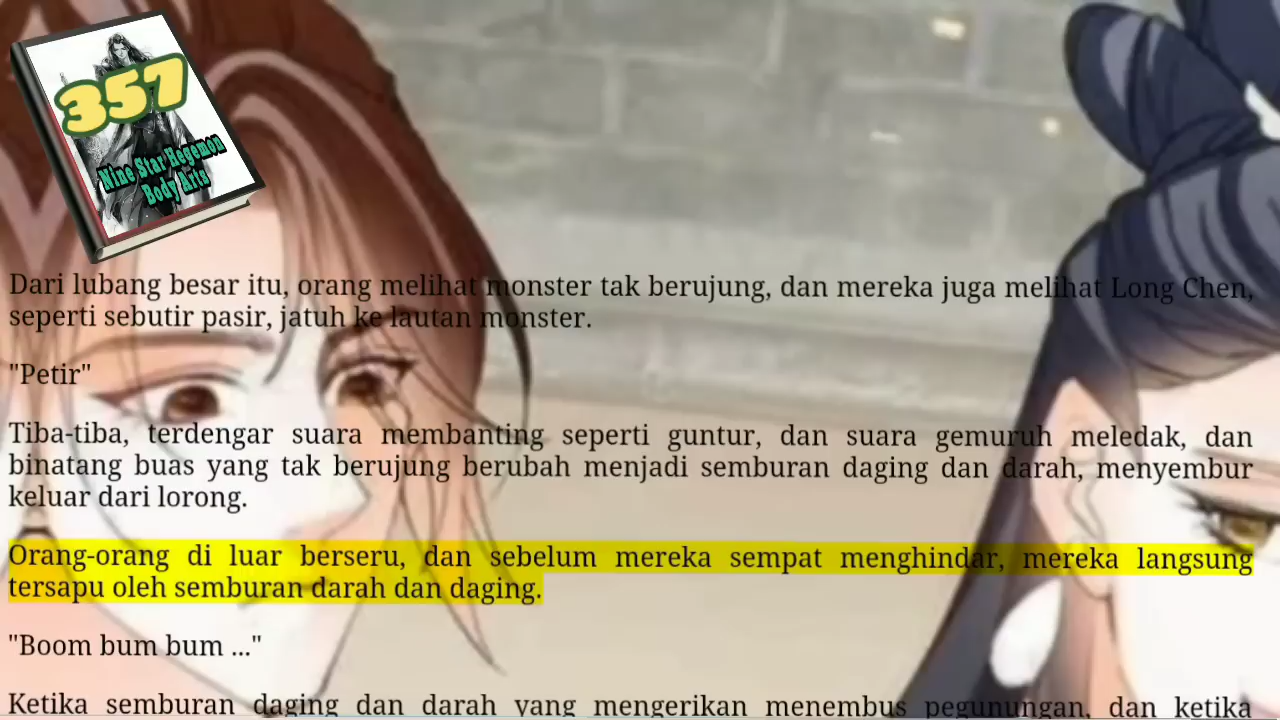 357
Nine Star Hegemon
Body Arts
Dari lubang besar itu, orang melihat monster tak berujung, dan mereka juga melihat Long Chen,
seperti sebutir pasir, jatuh ke lautan monster.
"Petir"
Tiba-tiba, terdengar suara membanting seperti guntur, dan suara gemuruh meledak, dan
binatang buas yang tak berujung berubah menjadi semburan daging dan darah, menyembur
keluar dari lorong.
Orang-orang di luar berseru, dan sebelum mereka sempat menghindar, mereka langsung
tersapu oleh semburan darah dan daging.
"Boom bum bum ..."
Ketika semburan daging dan darah yang mengerikan menembus pegunungan, dan ketika